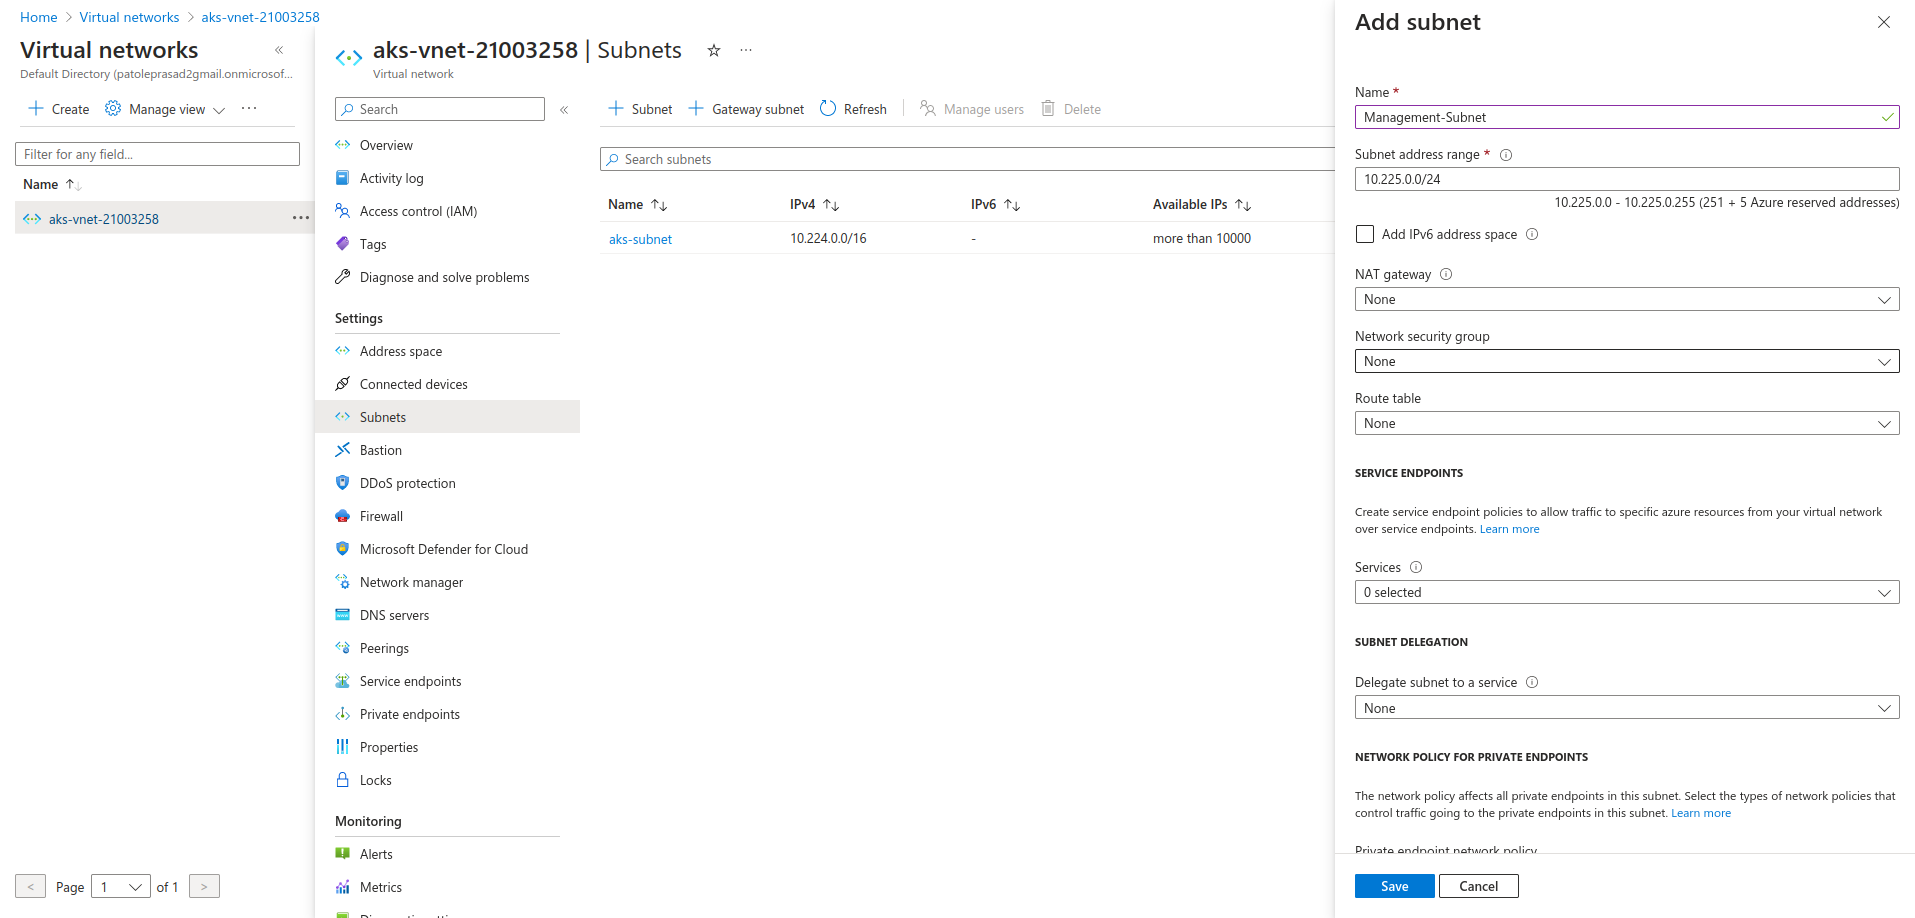 Home > Virtual networks > aks-vnet-21003258
Virtual networks «
Default Directory (patoleprasad2gmail.onmicrosof...
+ Create Manage view ...
Filter for any field...
Name ↑↓
aks-vnet-21003258 ...
< Page 1 of 1 >
aks-vnet-21003258 | Subnets ☆ ...
Virtual network
Search «
Overview
Activity log
Access control (IAM)
Tags
Diagnose and solve problems
Settings
Address space
Connected devices
Subnets
Bastion
DDoS protection
Firewall
Microsoft Defender for Cloud
Network manager
DNS servers
Peerings
Service endpoints
Private endpoints
Properties
Locks
Monitoring
Alerts
Metrics
+ Subnet + Gateway subnet Refresh Manage users Delete
Search subnets
Name ↑↓ IPv4 ↑↓ IPv6 ↑↓ Available IPs ↑↓
aks-subnet 10.224.0.0/16 - more than 10000
Add subnet
Name *
Management-Subnet
Subnet address range *
10.225.0.0/24
10.225.0.0 - 10.225.0.255 (251 + 5 Azure reserved addresses)
Add IPv6 address space
NAT gateway
None
Network security group
None
Route table
None
SERVICE ENDPOINTS
Create service endpoint policies to allow traffic to specific azure resources from your virtual network
over service endpoints. Learn more
Services
0 selected
SUBNET DELEGATION
Delegate subnet to a service
None
NETWORK POLICY FOR PRIVATE ENDPOINTS
The network policy affects all private endpoints in this subnet. Select the types of network policies that
control traffic going to the private endpoints in this subnet. Learn more
Private endpoint network policy
Save Cancel